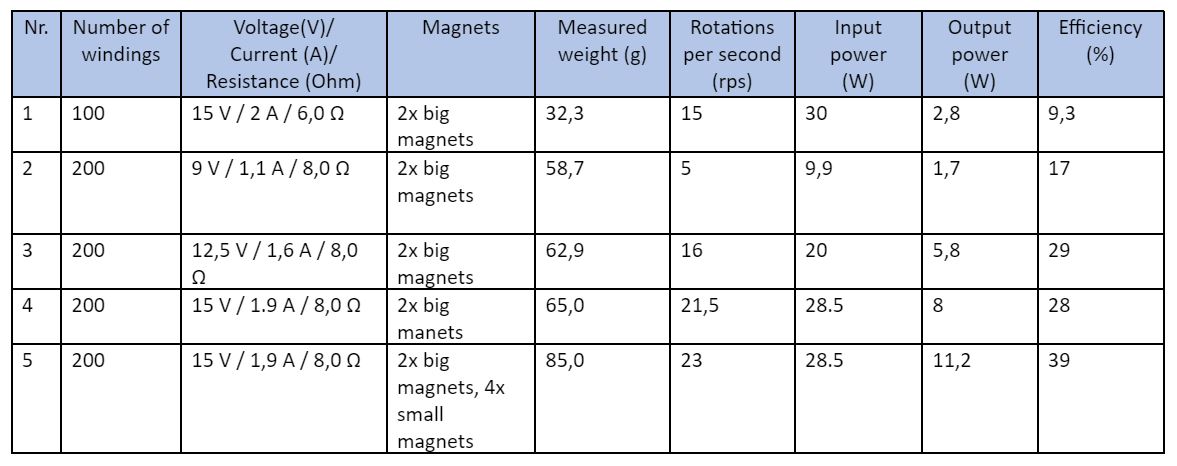 Nr. Number of windings Voltage(V)/ Current (A)/ Resistance (Ohm) Magnets Measured weight (g) Rotations per second (rps) Input power (W) Output power (W) Efficiency (%)
1 100 15 V / 2 A / 6,0 Ω 2x big magnets 32,3 15 30 2,8 9,3
2 200 9 V / 1,1 A / 8,0 Ω 2x big magnets 58,7 5 9,9 1,7 17
3 200 12,5 V / 1,6 A / 8,0 Ω 2x big magnets 62,9 16 20 5,8 29
4 200 15 V / 1.9 A / 8,0 Ω 2x big manets 65,0 21,5 28.5 8 28
5 200 15 V / 1,9 A / 8,0 Ω 2x big magnets, 4x small magnets 85,0 23 28.5 11,2 39